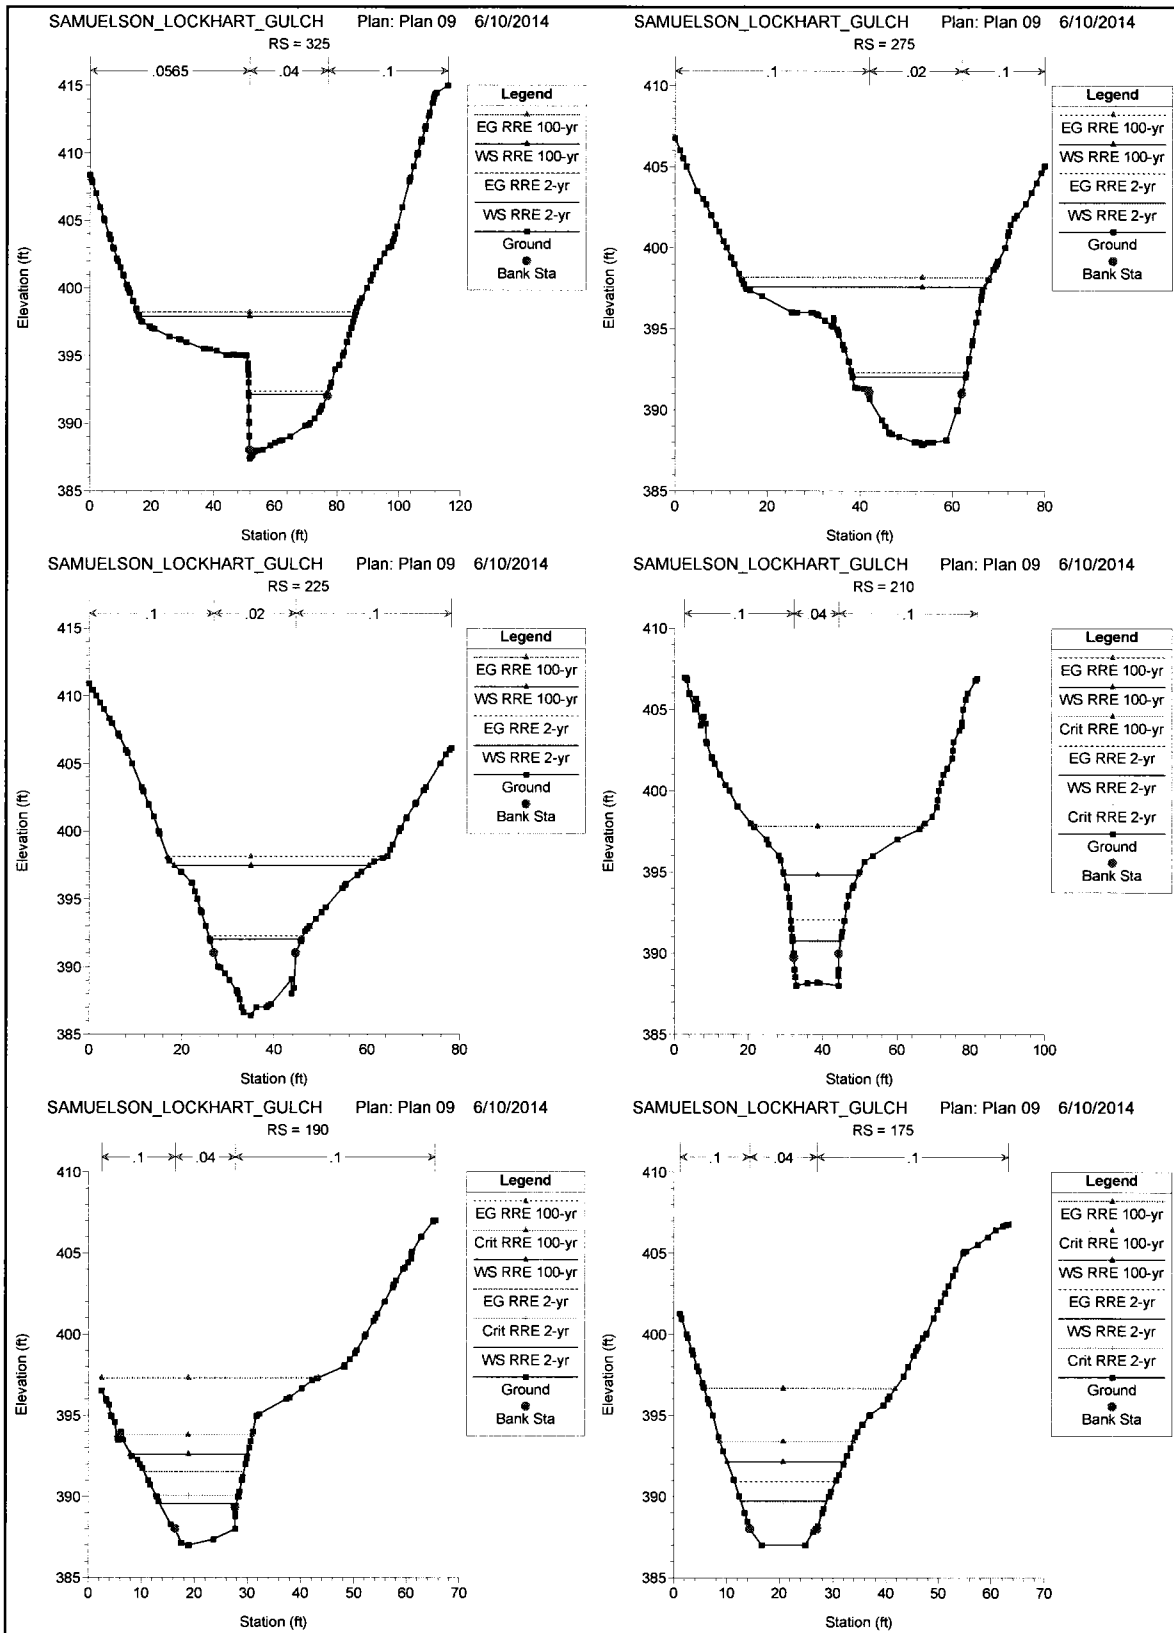 SAMUELSON_LOCKHART_GULCH Plan: Plan 09 6/10/2014
RS = 325
.0565 .04 .1
Legend
EG RRE 100-yr
WS RRE 100-yr
EG RRE 2-yr
WS RRE 2-yr
Ground
Bank Sta
Elevation (ft)
415
410
405
400
395
390
385
0 20 40 60 80 100 120
Station (ft)
SAMUELSON_LOCKHART_GULCH Plan: Plan 09 6/10/2014
RS = 275
.1 .02 .1
Legend
EG RRE 100-yr
WS RRE 100-yr
EG RRE 2-yr
WS RRE 2-yr
Ground
Bank Sta
Elevation (ft)
410
405
400
395
390
385
0 20 40 60 80
Station (ft)
SAMUELSON_LOCKHART_GULCH Plan: Plan 09 6/10/2014
RS = 225
.1 .02 .1
Legend
EG RRE 100-yr
WS RRE 100-yr
EG RRE 2-yr
WS RRE 2-yr
Ground
Bank Sta
Elevation (ft)
415
410
405
400
395
390
385
0 20 40 60 80
Station (ft)
SAMUELSON_LOCKHART_GULCH Plan: Plan 09 6/10/2014
RS = 210
.1 .04 .1
Legend
EG RRE 100-yr
WS RRE 100-yr
Crit RRE 100-yr
EG RRE 2-yr
WS RRE 2-yr
Crit RRE 2-yr
Ground
Bank Sta
Elevation (ft)
410
405
400
395
390
385
0 20 40 60 80 100
Station (ft)
SAMUELSON_LOCKHART_GULCH Plan: Plan 09 6/10/2014
RS = 190
.1 .04 .1
Legend
EG RRE 100-yr
Crit RRE 100-yr
WS RRE 100-yr
EG RRE 2-yr
Crit RRE 2-yr
WS RRE 2-yr
Ground
Bank Sta
Elevation (ft)
410
405
400
395
390
385
0 10 20 30 40 50 60 70
Station (ft)
SAMUELSON_LOCKHART_GULCH Plan: Plan 09 6/10/2014
RS = 175
.1 .04 .1
Legend
EG RRE 100-yr
Crit RRE 100-yr
WS RRE 100-yr
EG RRE 2-yr
WS RRE 2-yr
Crit RRE 2-yr
Ground
Bank Sta
Elevation (ft)
410
405
400
395
390
385
0 10 20 30 40 50 60 70
Station (ft)